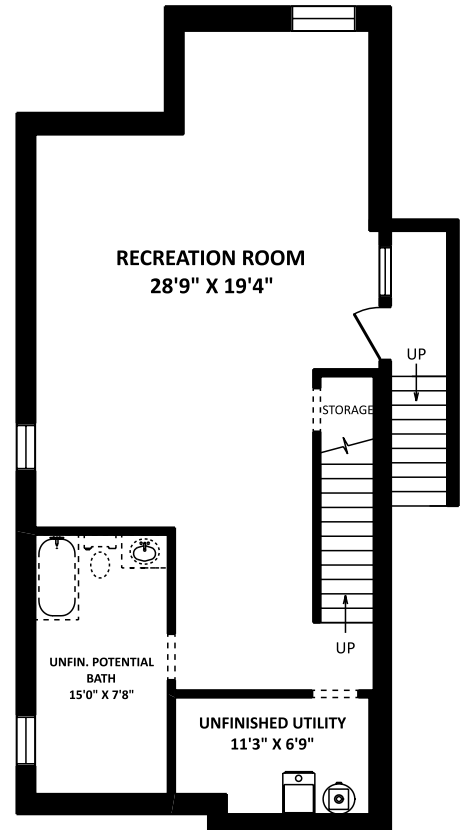 RECREATION ROOM
28'9" X 19'4"
UP
STORAGE
UP
UNFIN. POTENTIAL
BATH
15'0" X 7'8"
UNFINISHED UTILITY
11'3" X 6'9"